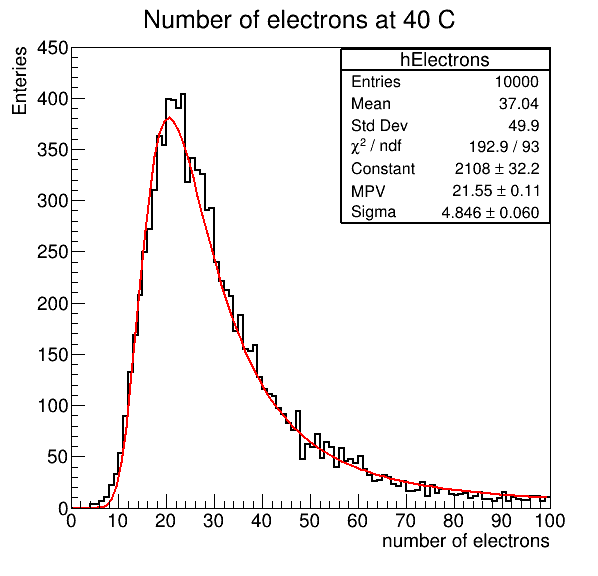 Number of electrons at 40 C
Enteries
hElectrons
Entries 10000
Mean 37.04
Std Dev 49.9
χ² / ndf 192.9 / 93
Constant 2108 ± 32.2
MPV 21.55 ± 0.11
Sigma 4.846 ± 0.060
450
400
350
300
250
200
150
100
50
0
0 10 20 30 40 50 60 70 80 90 100
number of electrons